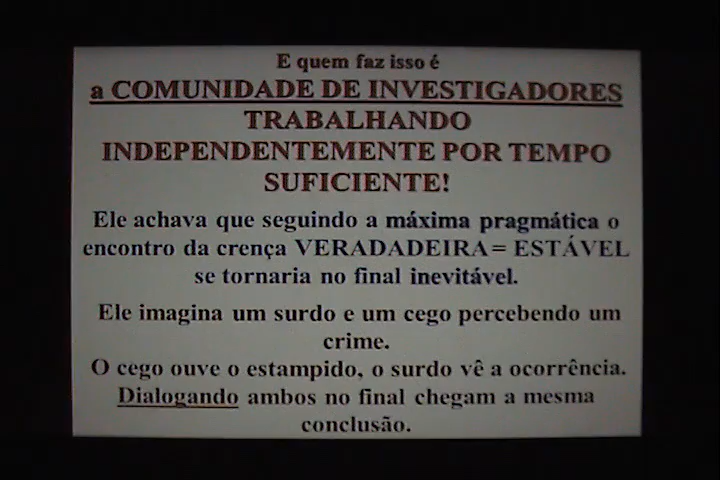 E quem faz isso é
a COMUNIDADE DE INVESTIGADORES
TRABALHANDO
INDEPENDENTEMENTE POR TEMPO
SUFICIENTE!
Ele achava que seguindo a máxima pragmática o
encontro da crença VERADADEIRA= ESTÁVEL
se tornaria no final inevitável.
Ele imagina um surdo e um cego percebendo um
crime.
O cego ouve o estampido, o surdo vê a ocorrência.
Dialogando ambos no final chegam a mesma
conclusão.